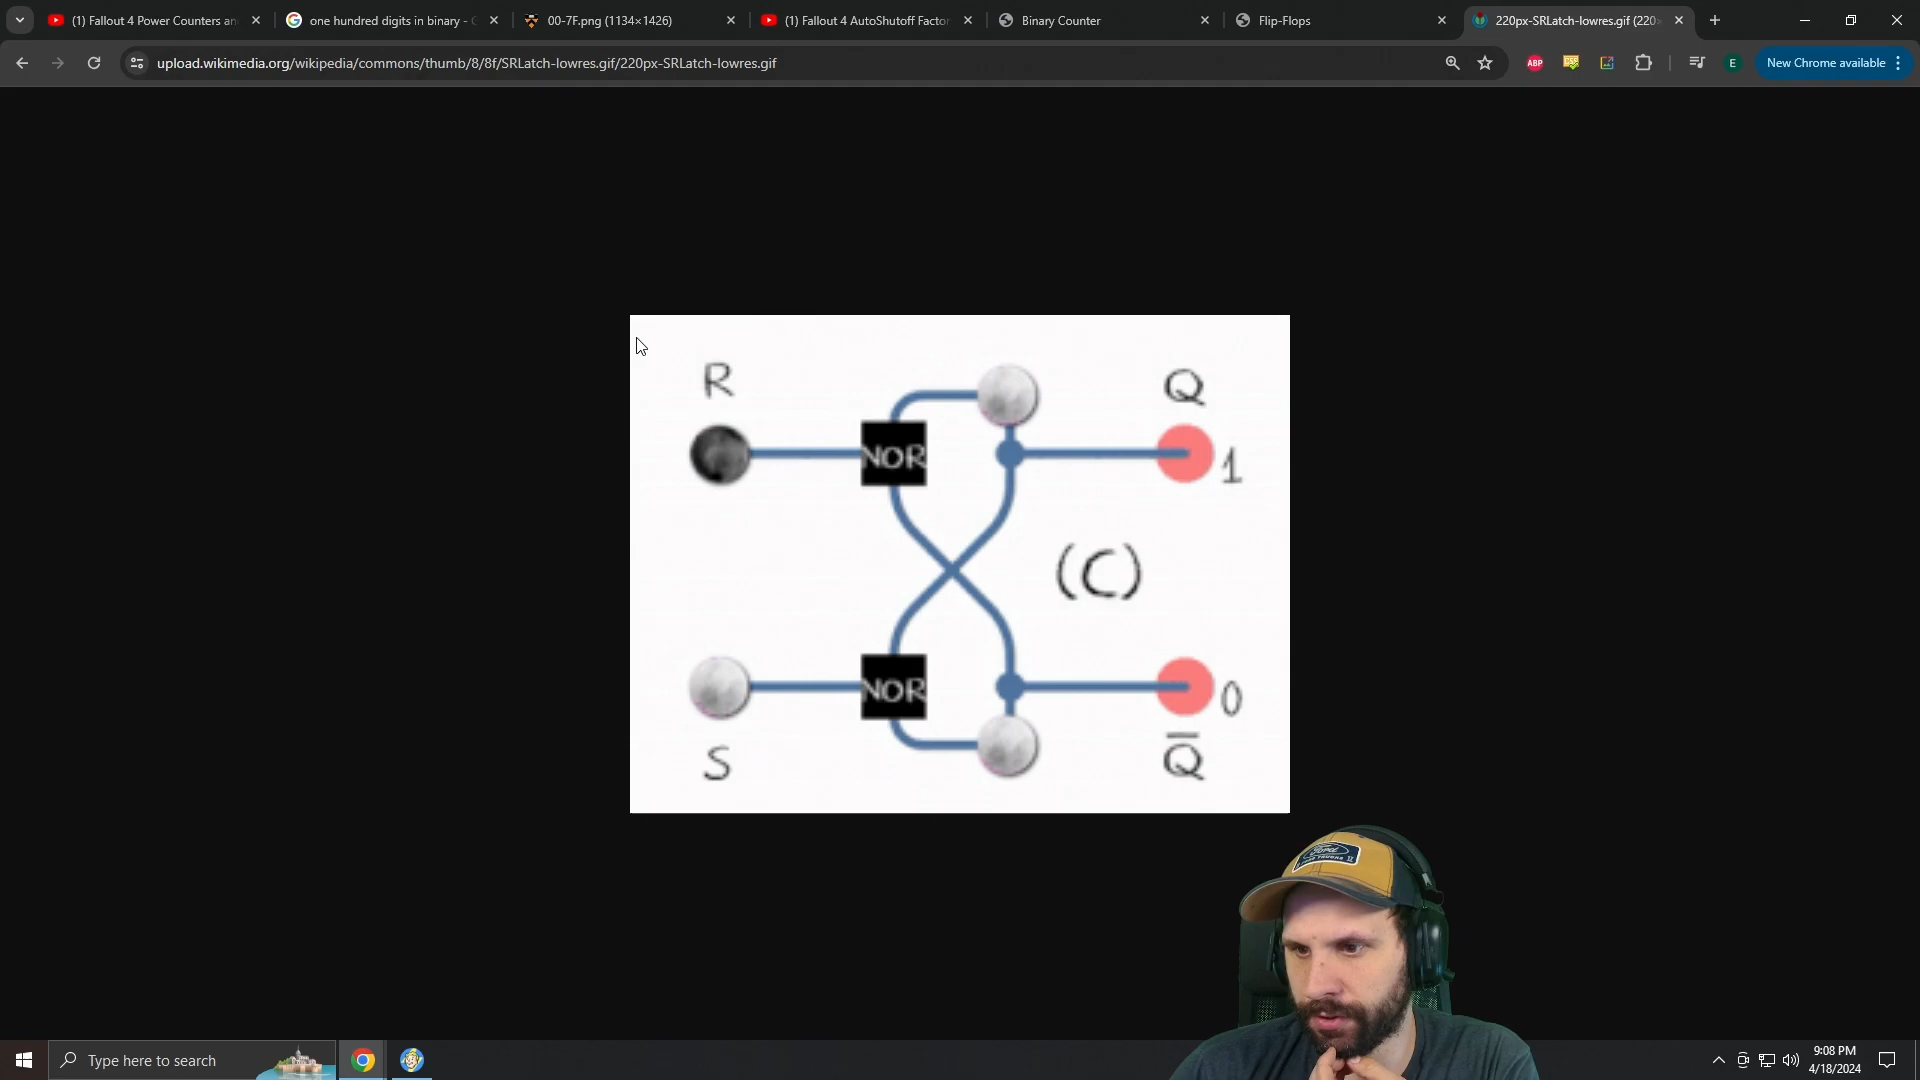 (1) Fallout 4 Power Counters an
one hundred digits in binary - G
00-7F.png (1134×1426)
(1) Fallout 4 AutoShutoff Factor
Binary Counter
Flip-Flops
220px-SRLatch-lowres.gif (220×
upload.wikimedia.org/wikipedia/commons/thumb/8/8f/SRLatch-lowres.gif/220px-SRLatch-lowres.gif
ABP
E
New Chrome available
R
Q
NOR
1
(C)
NOR
0
S
Q̅
Ford
Type here to search
9:08 PM
4/18/2024